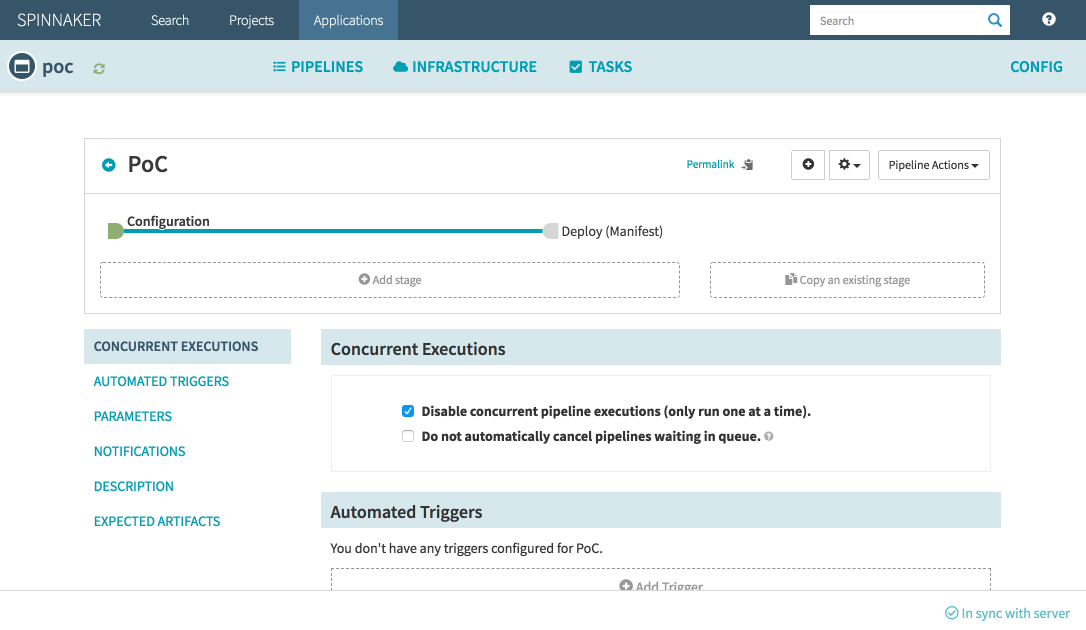 SPINNAKER Search Projects Applications Search
poc PIPELINES INFRASTRUCTURE TASKS CONFIG
PoC Permalink Pipeline Actions
Configuration
Deploy (Manifest)
Add stage Copy an existing stage
CONCURRENT EXECUTIONS
AUTOMATED TRIGGERS
PARAMETERS
NOTIFICATIONS
DESCRIPTION
EXPECTED ARTIFACTS
Concurrent Executions
Disable concurrent pipeline executions (only run one at a time).
Do not automatically cancel pipelines waiting in queue.
Automated Triggers
You don't have any triggers configured for PoC.
Add Trigger
In sync with server